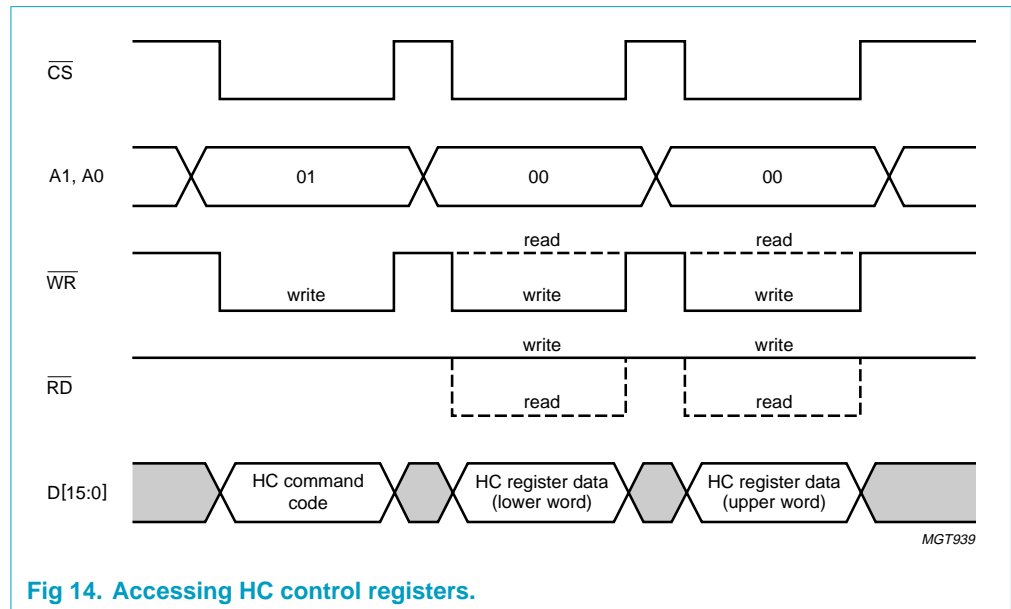 CS
A1, A0
01
00
00
WR
read
read
write
write
write
write
write
RD
read
read
D[15:0]
HC command
code
HC register data
(lower word)
HC register data
(upper word)
MGT939
Fig 14. Accessing HC control registers.